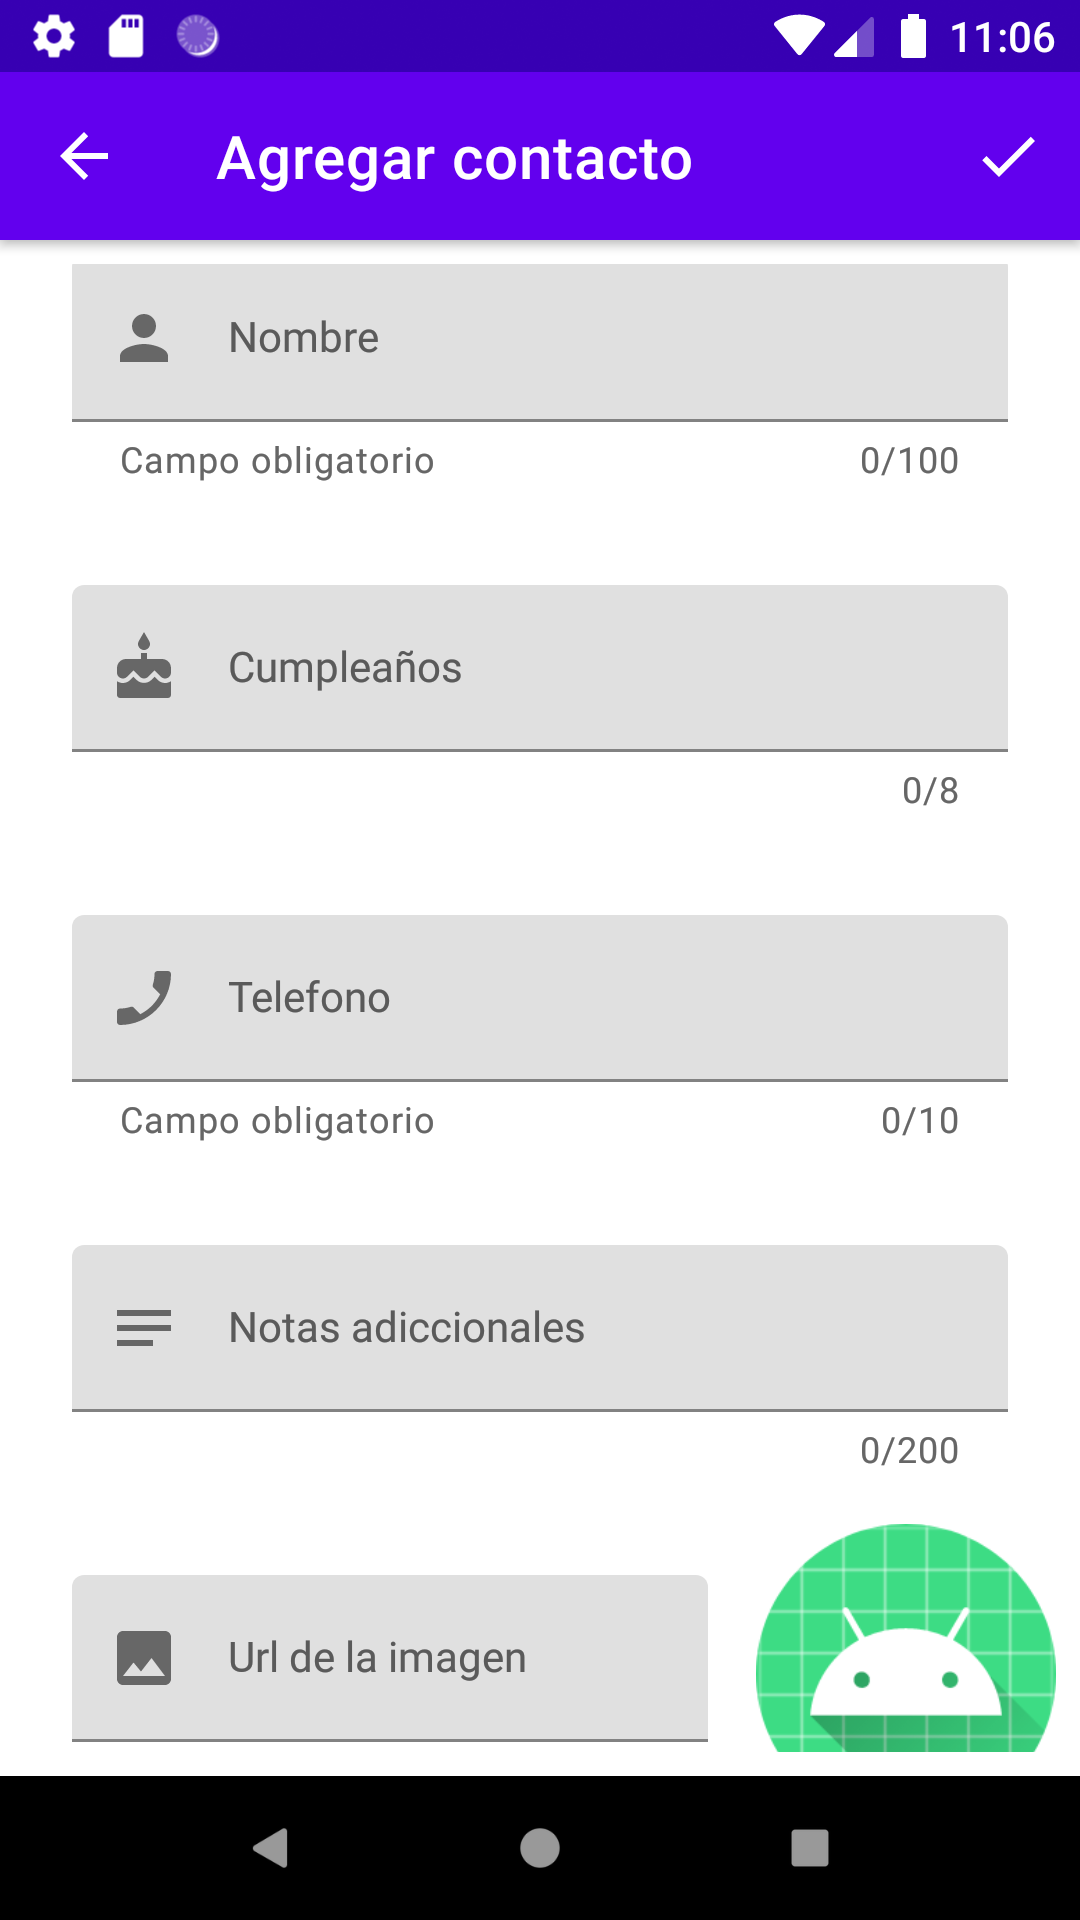 11:06
Agregar contacto
Nombre
Campo obligatorio 0/100
Cumpleaños
0/8
Telefono
Campo obligatorio 0/10
Notas adiccionales
0/200
Url de la imagen